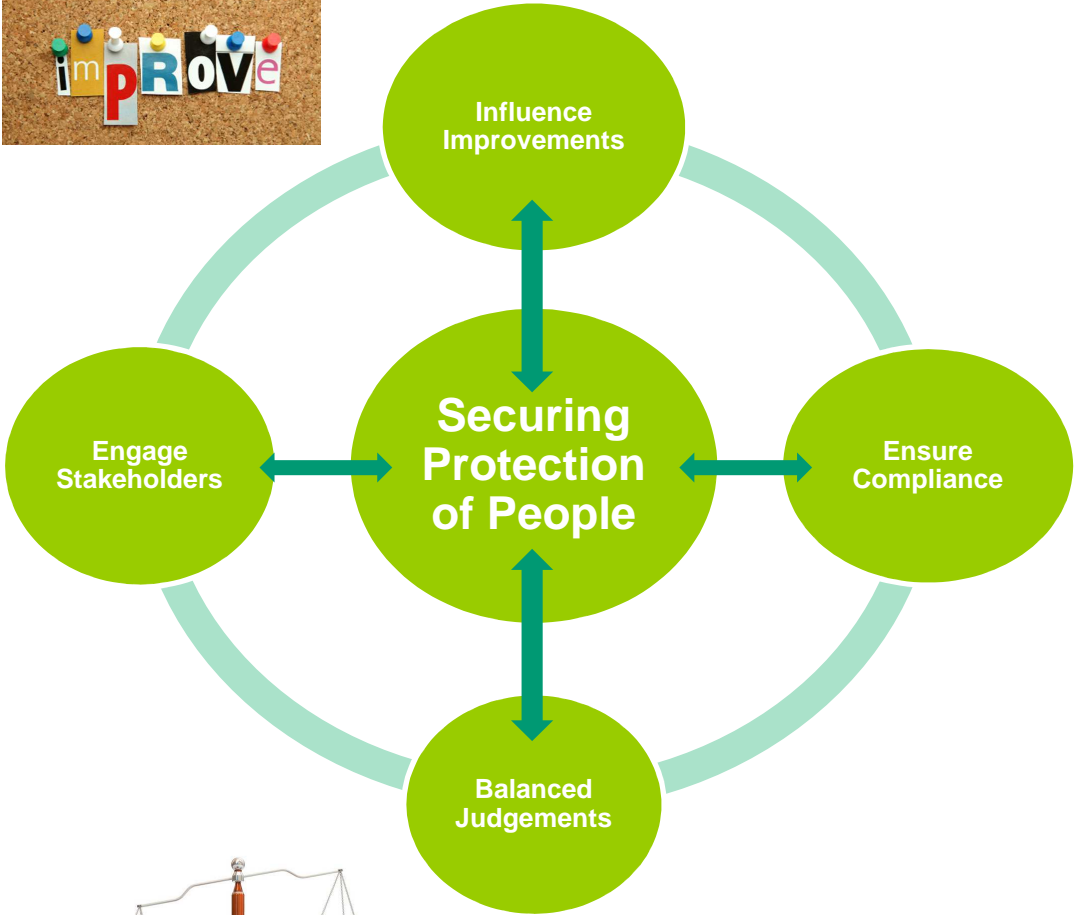 improve
Influence
Improvements
Engage
Stakeholders
Securing
Protection
of People
Ensure
Compliance
Balanced
Judgements